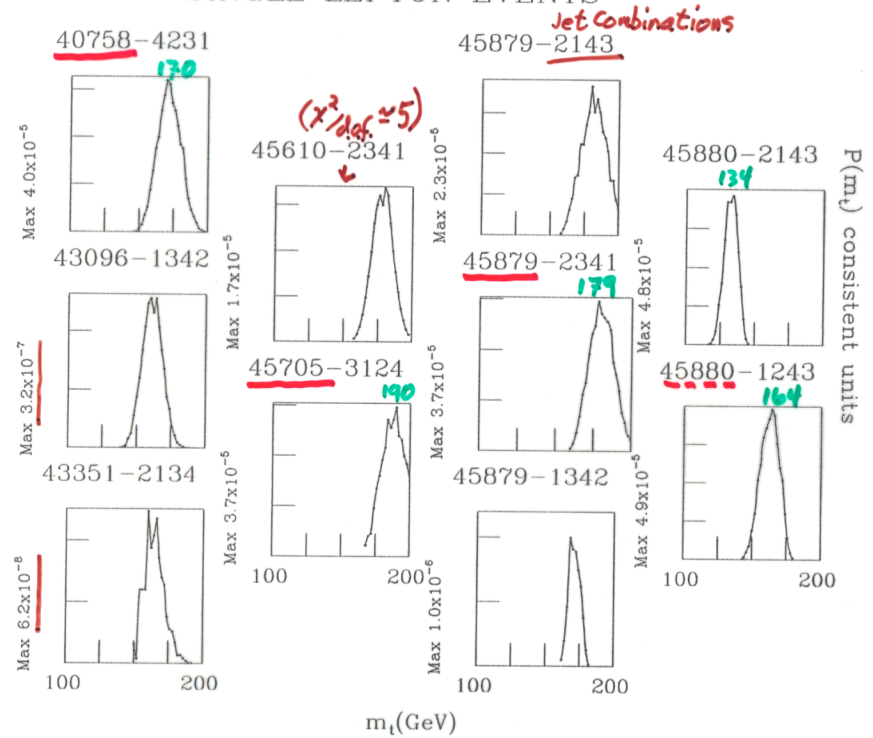 Jet Combinations
40758-4231
170
Max 4.0x10⁻⁵
43096-1342
Max 3.2x10⁻⁷
43351-2134
Max 6.2x10⁻⁸
100 200
(χ²/d.o.f. ≃ 5)
45610-2341
Max 1.7x10⁻⁵
45705-3124
190
Max 3.7x10⁻⁵
100 200
45879-2143
Max 2.3x10⁻⁵
45879-2341
179
Max 3.7x10⁻⁵
45879-1342
Max 1.0x10⁻⁶
100 200
45880-2143
134
Max 4.8x10⁻⁵
45880-1243
164
Max 4.9x10⁻⁵
100 200
P(mₜ) consistent units
mₜ(GeV)